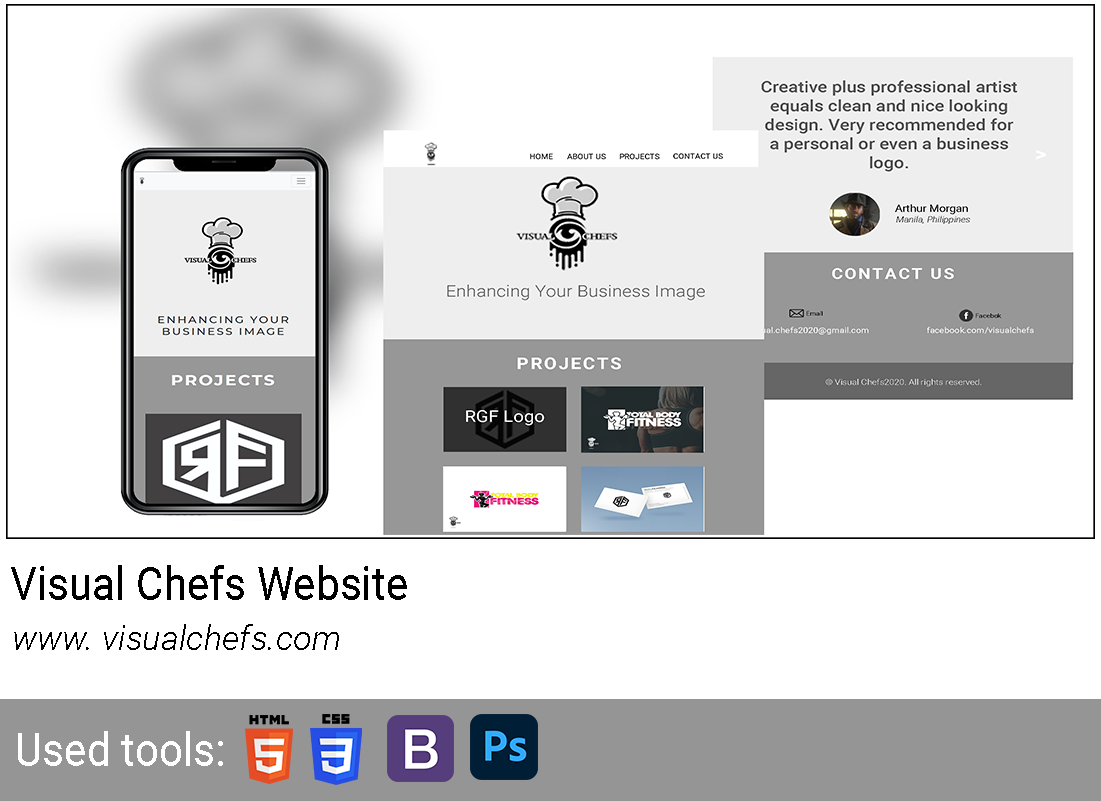 VISUAL CHEFS
ENHANCING YOUR
BUSINESS IMAGE
PROJECTS
RF
HOME ABOUT US PROJECTS CONTACT US
VISUAL CHEFS
Enhancing Your Business Image
PROJECTS
RGF Logo
TOTAL BODY
FITNESS
TOTAL BODY
FITNESS
Creative plus professional artist
equals clean and nice looking
design. Very recommended for
a personal or even a business
logo.
>
Arthur Morgan
Manila, Philippines
CONTACT US
Email
ual.chefs2020@gmail.com
f Facebok
facebook.com/visualchefs
© Visual Chefs2020. All rights reserved.
Visual Chefs Website
www. visualchefs.com
Used tools:
HTML
5
CSS
3
B
Ps